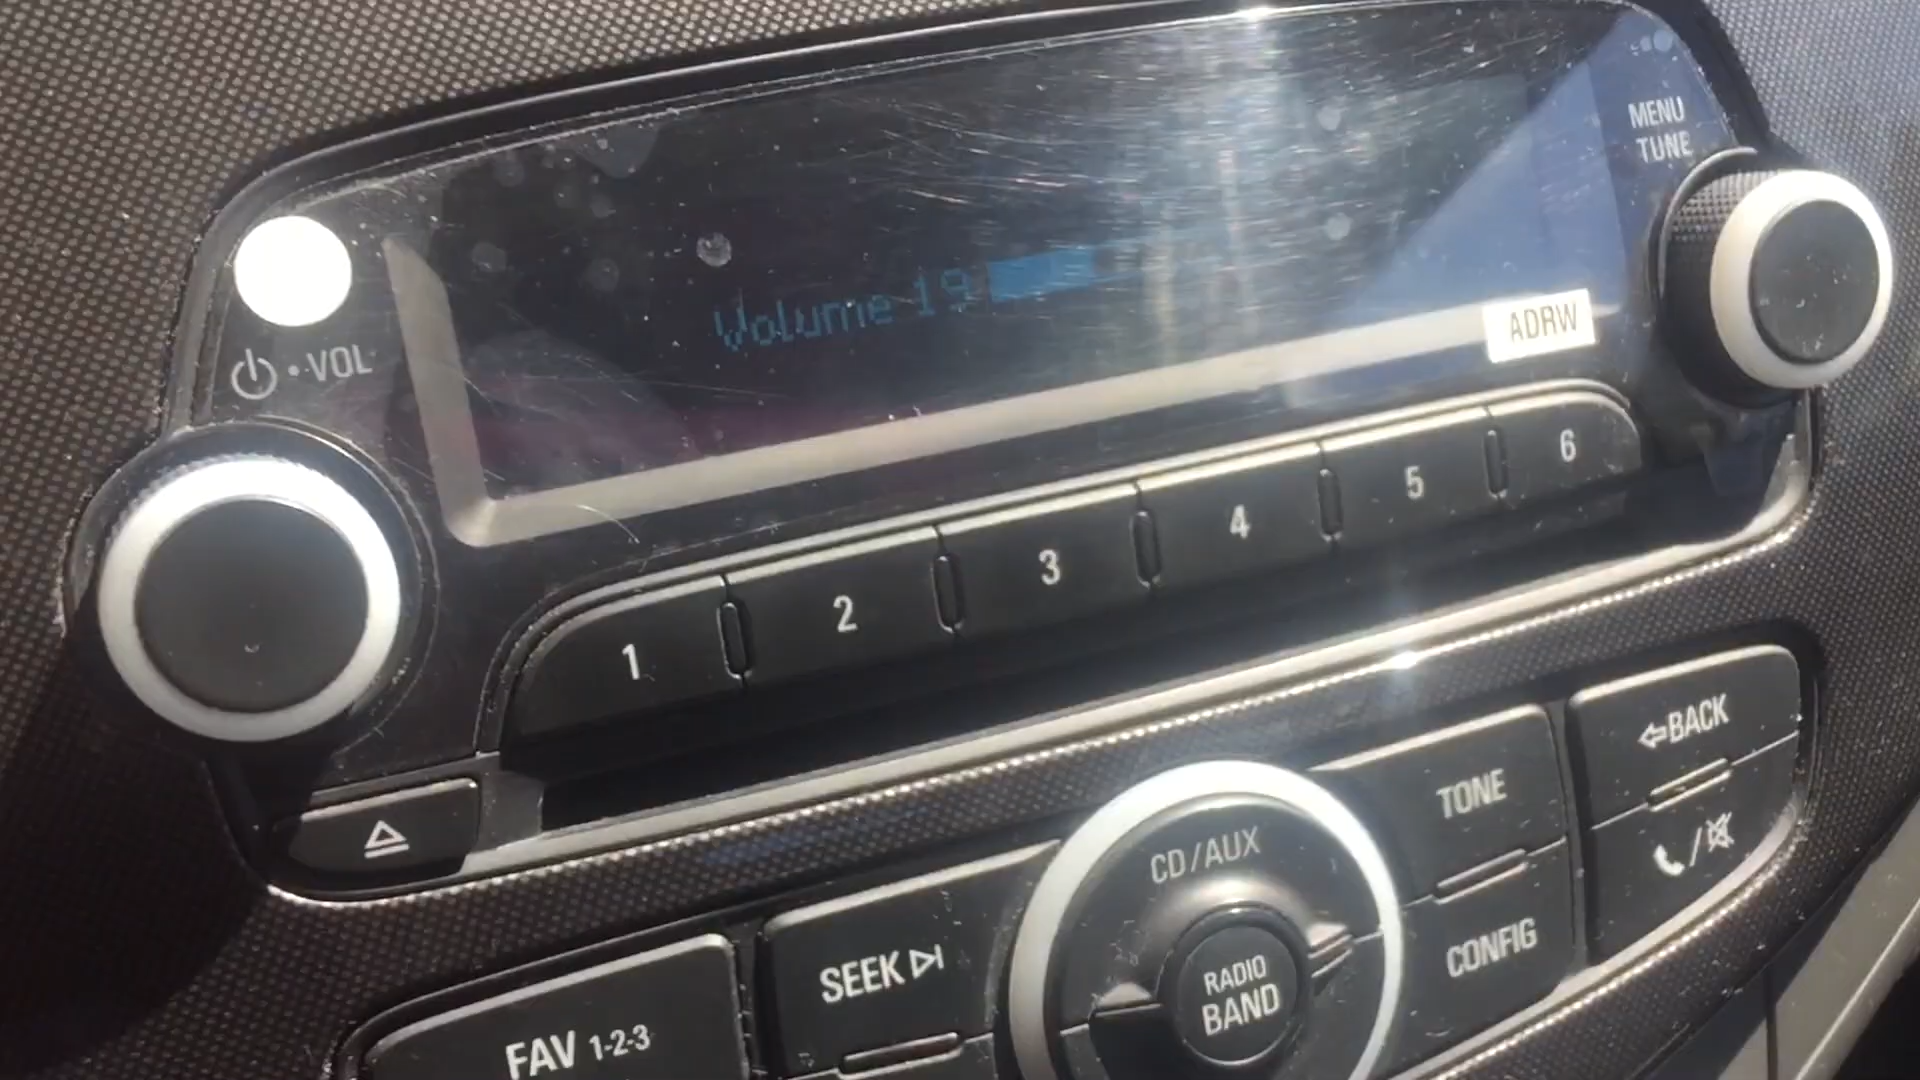 MENU
TUNE
VOL
Volume 19
ADRW
1
2
3
4
5
6
BACK
TONE
CD/AUX
SEEK
CONFIG
RADIO
BAND
FAV 1-2-3